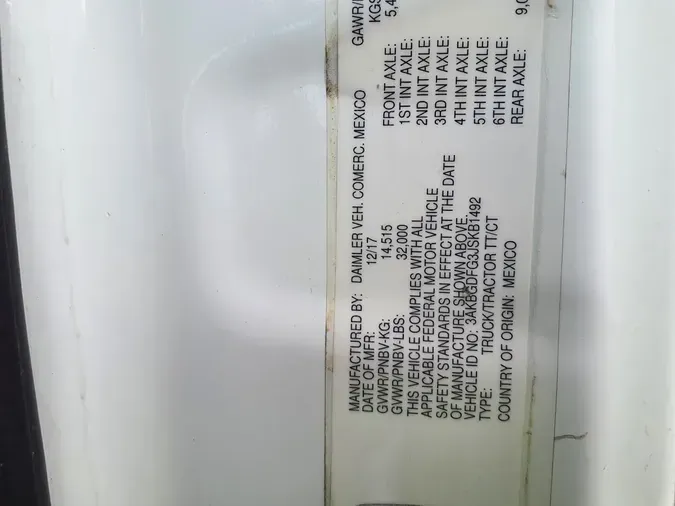 MANUFACTURED BY: DAIMLER VEH. COMERC. MEXICO
DATE OF MFR: 12/17
GVWR/PNBV-KG: 14,515
GVWR/PNBV-LBS: 32,000
THIS VEHICLE COMPLIES WITH ALL
APPLICABLE FEDERAL MOTOR VEHICLE
SAFETY STANDARDS IN EFFECT AT THE DATE
OF MANUFACTURE SHOWN ABOVE.
VEHICLE ID NO: 3AKBGDFG3JSKB1492
TYPE: TRUCK/TRACTOR TT/CT
COUNTRY OF ORIGIN: MEXICO
FRONT AXLE:
1ST INT AXLE:
2ND INT AXLE:
3RD INT AXLE:
4TH INT AXLE:
5TH INT AXLE:
6TH INT AXLE:
REAR AXLE: